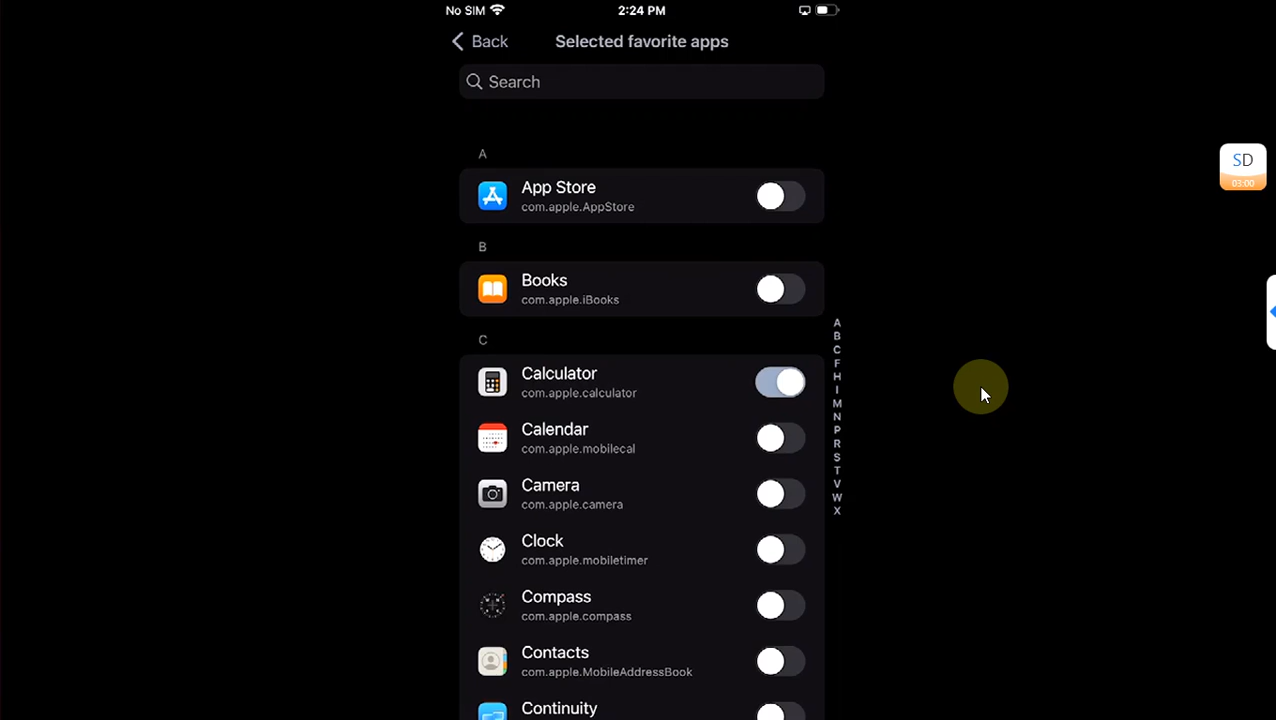 No SIM 2:24 PM
Back Selected favorite apps
Search
A
App Store
com.apple.AppStore
B
Books
com.apple.iBooks
C
Calculator
com.apple.calculator
Calendar
com.apple.mobilecal
Camera
com.apple.camera
Clock
com.apple.mobiletimer
Compass
com.apple.compass
Contacts
com.apple.MobileAddressBook
Continuity
A
B
C
F
H
I
M
N
P
R
S
T
V
W
X
SD
03:00